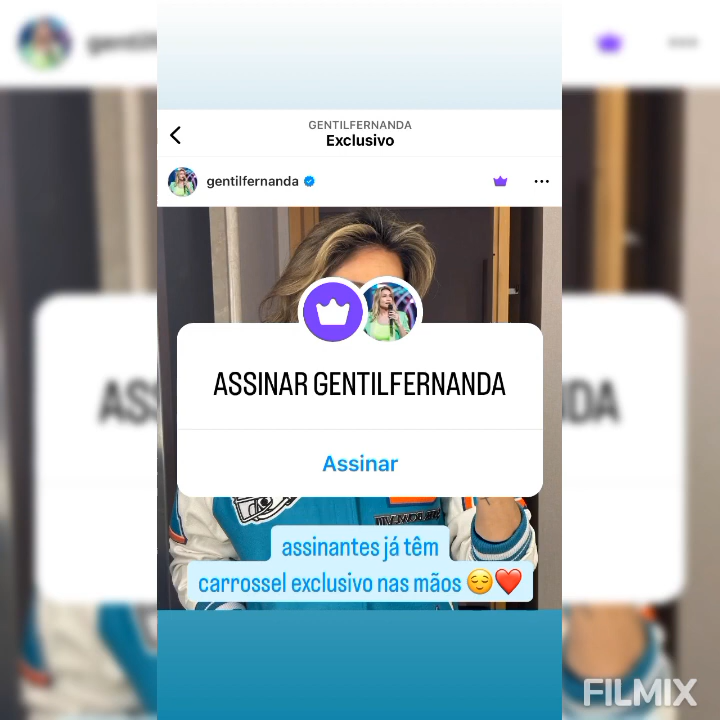 GENTILFERNANDA
Exclusivo
gentilfernanda
ASSINAR GENTILFERNANDA
Assinar
assinantes já têm
carrossel exclusivo nas mãos 😌❤️
FILMIX